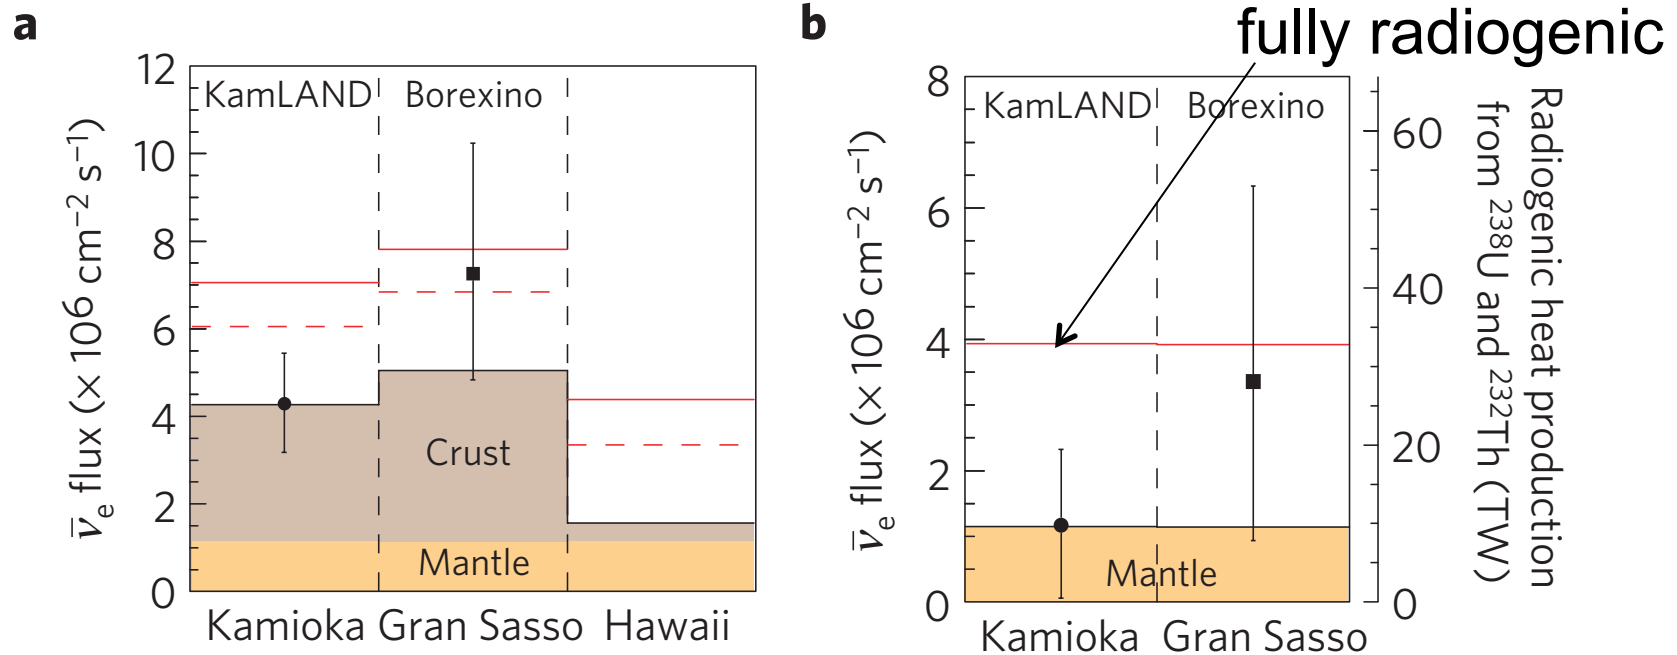 a
12
10
8
6
4
2
0
ν̄e flux (× 10⁶ cm⁻² s⁻¹)
KamLAND
Borexino
Crust
Mantle
Kamioka Gran Sasso Hawaii
b
fully radiogenic
8
6
4
2
0
ν̄e flux (× 10⁶ cm⁻² s⁻¹)
KamLAND
Borexino
Mantle
Kamioka Gran Sasso
60
40
20
0
Radiogenic heat production
from ²³⁸U and ²³²Th (TW)